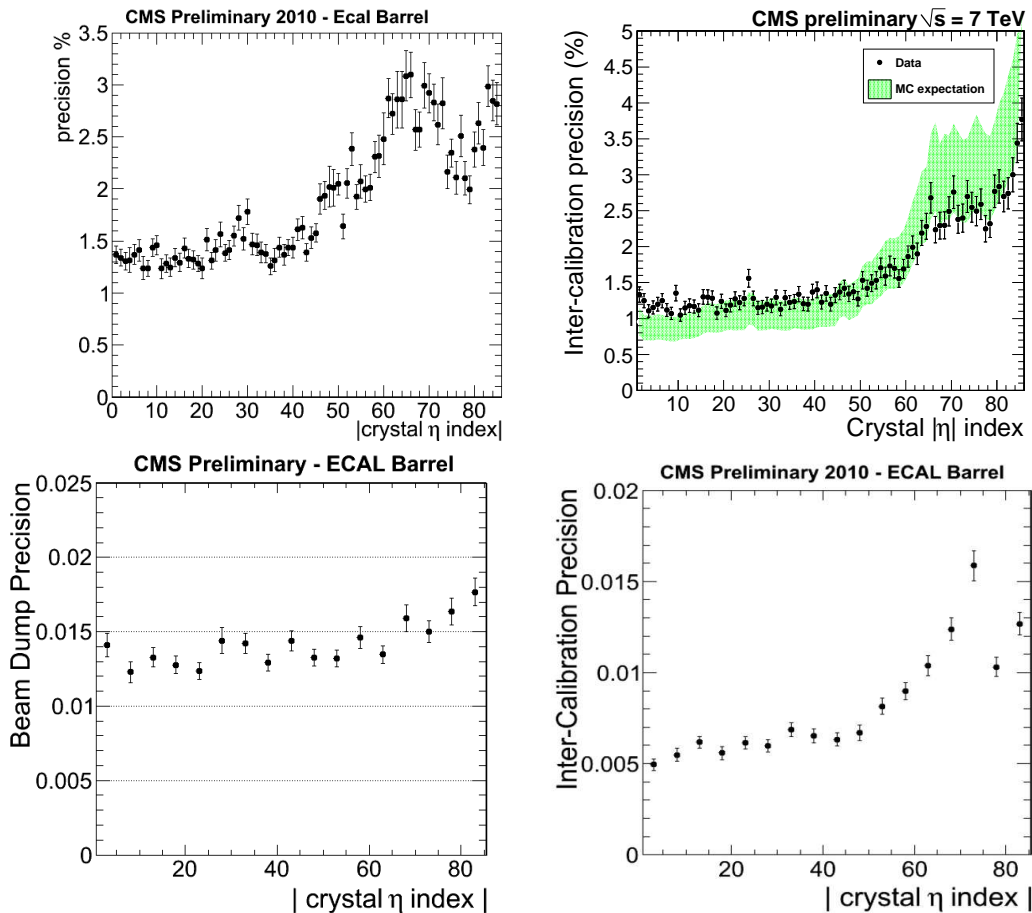 CMS Preliminary 2010 - Ecal Barrel
precision %
3.5
3
2.5
2
1.5
1
0.5
0
0 10 20 30 40 50 60 70 80
|crystal η index|
CMS preliminary √s = 7 TeV
Inter-calibration precision (%)
5
4.5
4
3.5
3
2.5
2
1.5
1
0.5
0
Data
MC expectation
10 20 30 40 50 60 70 80
Crystal |η| index
CMS Preliminary - ECAL Barrel
Beam Dump Precision
0.025
0.02
0.015
0.01
0.005
0
20 40 60 80
| crystal η index |
CMS Preliminary 2010 - ECAL Barrel
Inter-Calibration Precision
0.02
0.015
0.01
0.005
0
20 40 60 80
| crystal η index |